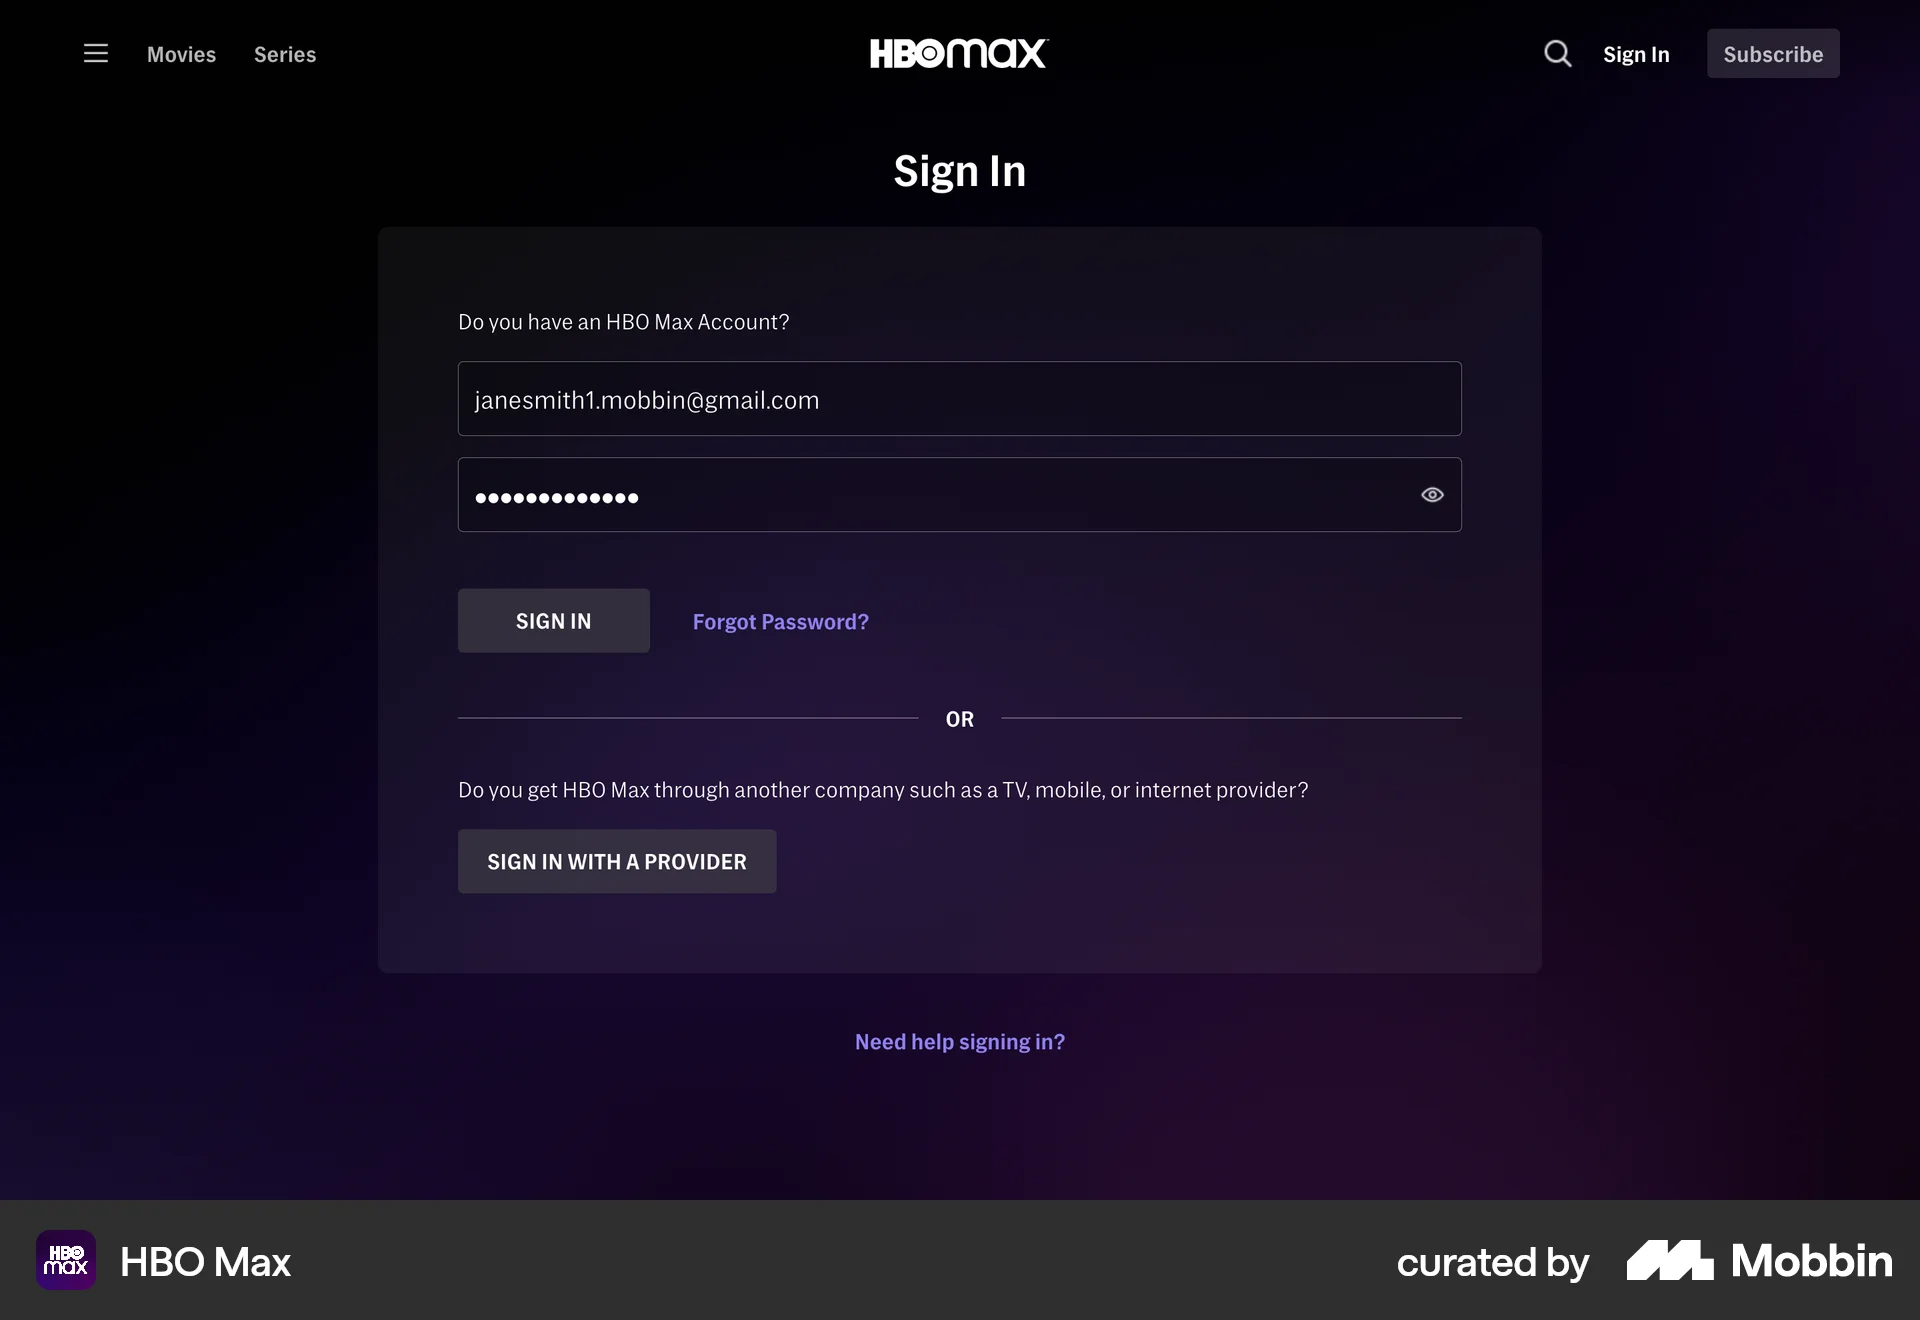 Movies
Series
HBOmax
Sign In
Subscribe
Sign In
Do you have an HBO Max Account?
janesmith1.mobbin@gmail.com
•••••••••••••
SIGN IN
Forgot Password?
OR
Do you get HBO Max through another company such as a TV, mobile, or internet provider?
SIGN IN WITH A PROVIDER
Need help signing in?
HBO
max
HBO Max
curated by
Mobbin